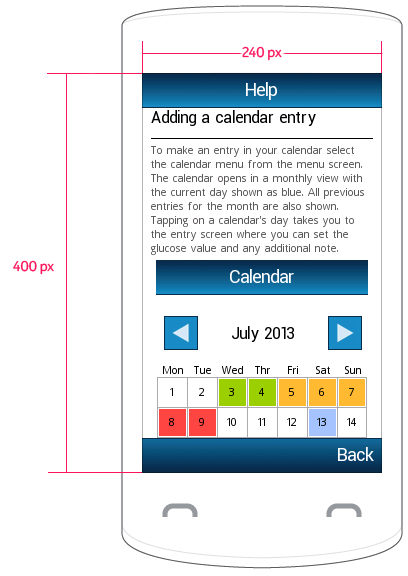 240 px
Help
Adding a calendar entry
To make an entry in your calendar select
the calendar menu from the menu screen.
The calendar opens in a monthly view with
the current day shown as blue. All previous
entries for the month are also shown.
Tapping on a calendar's day takes you to
the entry screen where you can set the
glucose value and any additional note.
400 px
Calendar
July 2013
Mon Tue Wed Thr Fri Sat Sun
1 2 3 4 5 6 7
8 9 10 11 12 13 14
Back